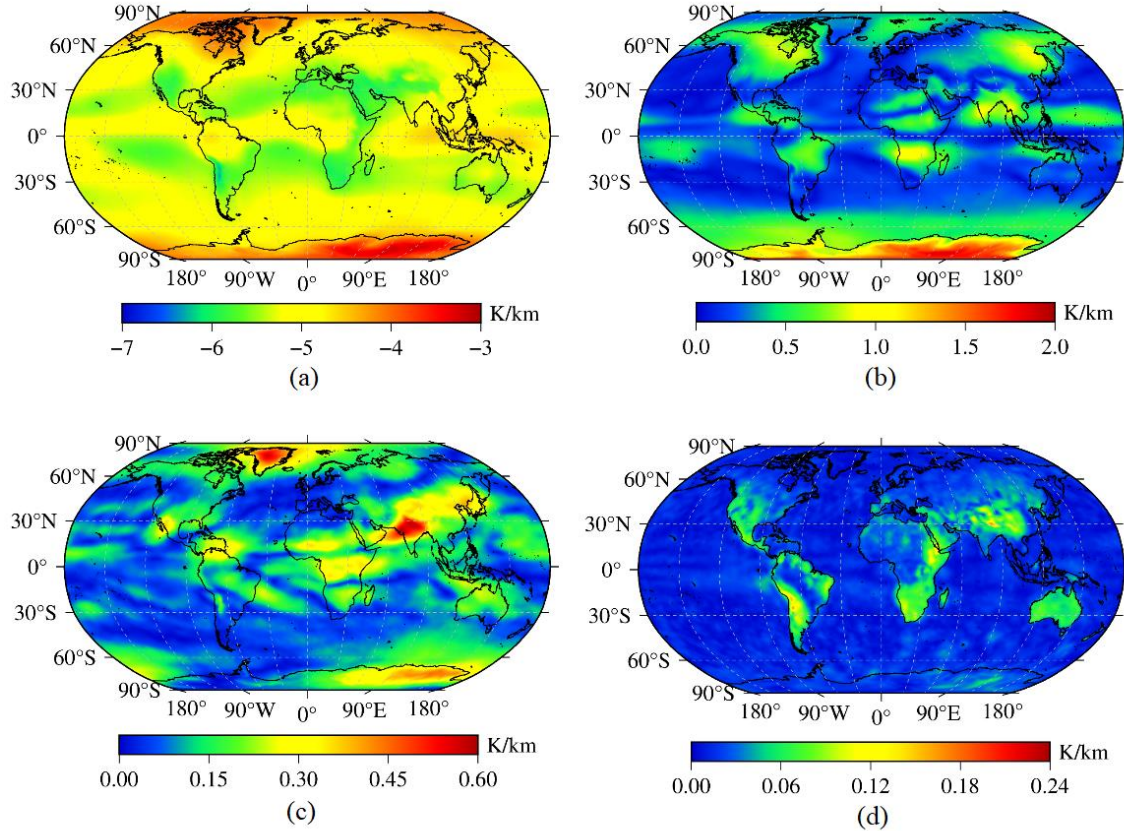 90°N 90°N
60°N 60°N
30°N 30°N
0° 0°
30°S 30°S
60°S 60°S
90°S 90°S
180° 90°W 0° 90°E 180° 180° 90°W 0° 90°E 180°
K/km K/km
−7 −6 −5 −4 −3 0.0 0.5 1.0 1.5 2.0
(a) (b)
90°N 90°N
60°N 60°N
30°N 30°N
0° 0°
30°S 30°S
60°S 60°S
90°S 90°S
180° 90°W 0° 90°E 180° 180° 90°W 0° 90°E 180°
K/km K/km
0.00 0.15 0.30 0.45 0.60 0.00 0.06 0.12 0.18 0.24
(c) (d)